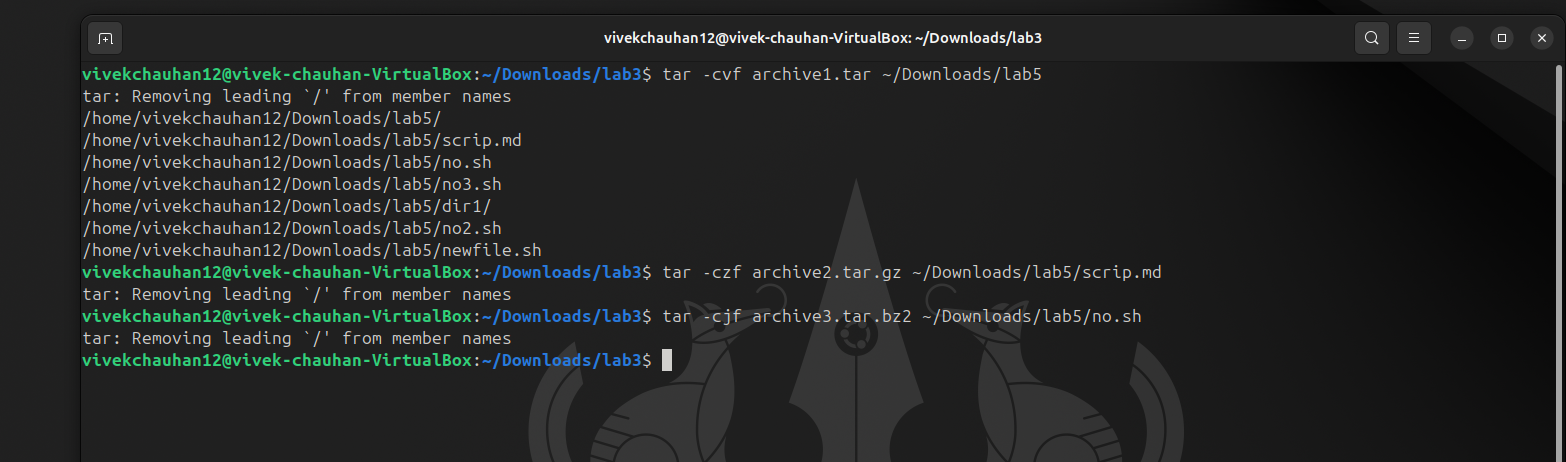 vivekchauhan12@vivek-chauhan-VirtualBox: ~/Downloads/lab3
vivekchauhan12@vivek-chauhan-VirtualBox:~/Downloads/lab3$ tar -cvf archive1.tar ~/Downloads/lab5
tar: Removing leading `/' from member names
/home/vivekchauhan12/Downloads/lab5/
/home/vivekchauhan12/Downloads/lab5/scrip.md
/home/vivekchauhan12/Downloads/lab5/no.sh
/home/vivekchauhan12/Downloads/lab5/no3.sh
/home/vivekchauhan12/Downloads/lab5/dir1/
/home/vivekchauhan12/Downloads/lab5/no2.sh
/home/vivekchauhan12/Downloads/lab5/newfile.sh
vivekchauhan12@vivek-chauhan-VirtualBox:~/Downloads/lab3$ tar -czf archive2.tar.gz ~/Downloads/lab5/scrip.md
tar: Removing leading `/' from member names
vivekchauhan12@vivek-chauhan-VirtualBox:~/Downloads/lab3$ tar -cjf archive3.tar.bz2 ~/Downloads/lab5/no.sh
tar: Removing leading `/' from member names
vivekchauhan12@vivek-chauhan-VirtualBox:~/Downloads/lab3$